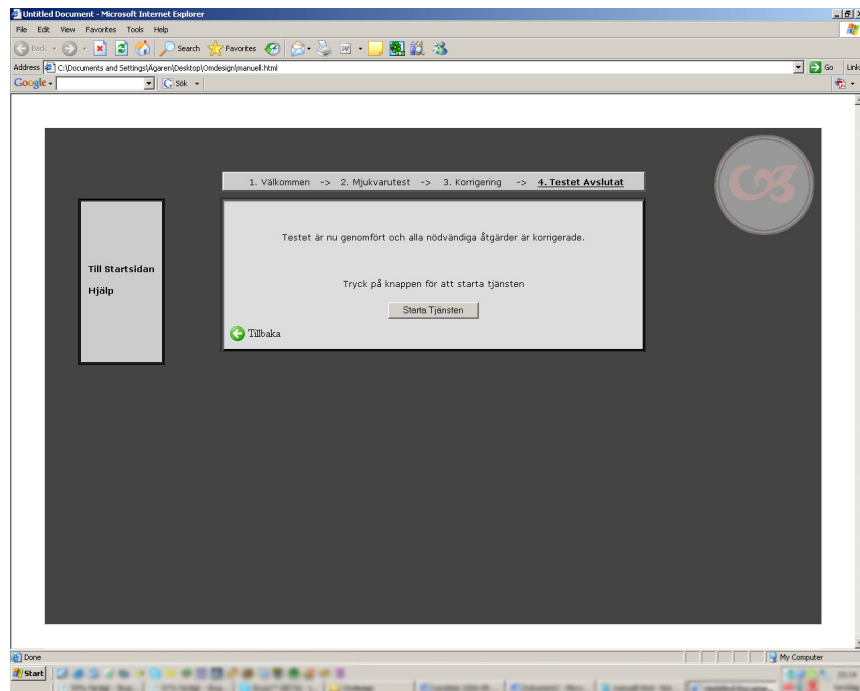 Untitled Document - Microsoft Internet Explorer
File Edit View Favorites Tools Help
Back Search Favorites
Address C:\Documents and Settings\Ägaren\Desktop\Omdesign\manuell.html Go Link
Google Sök
1. Välkommen -> 2. Mjukvarutest -> 3. Korrigering -> 4. Testet Avslutat
Testet är nu genomfört och alla nödvändiga åtgärder är korrigerade.
Till Startsidan
Hjälp
Tryck på knappen för att starta tjänsten
Starta Tjänsten
Tillbaka
Done My Computer
Start